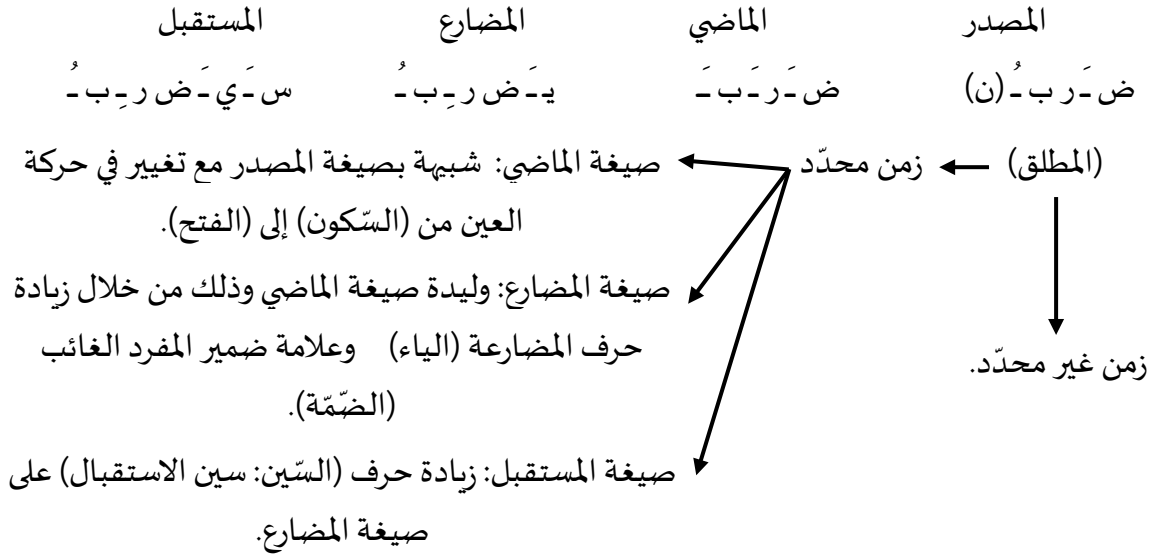 المصدر الماضي المضارع المستقبل
ض ـَ ر ب ـُ (ن) ض ـَ ر ـَ ب ـَ يـ ـَ ض ر ـِ ب ـُ س ـَ ي ـَ ض ر ـِ ب ـُ
(المطلق) زمن محدّد صيغة الماضي: شبيهة بصيغة المصدر مع تغيير في حركة
العين من (السّكون) إلى (الفتح).
صيغة المضارع: وليدة صيغة الماضي وذلك من خلال زيادة
حرف المضارعة (الياء) وعلامة ضمير المفرد الغائب
زمن غير محدّد.
(الضّمّة).
صيغة المستقبل: زيادة حرف (السّين: سين الاستقبال) على
صيغة المضارع.